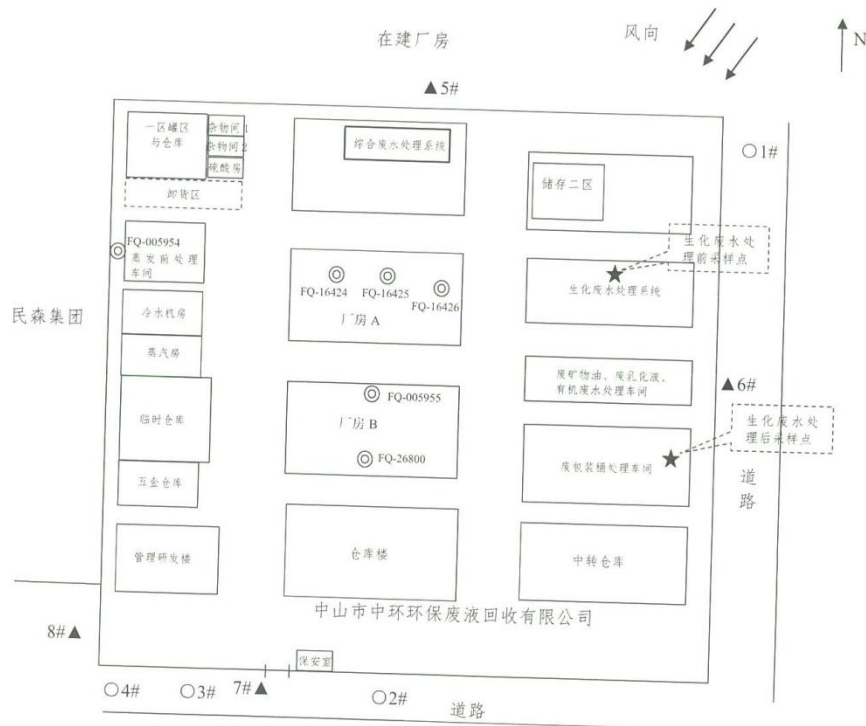 在建厂房
风向
N
▲5#
一区罐区
与仓库
杂物间1
杂物间2
硫酸房
卸货区
综合废水处理系统
储存二区
○1#
生化废水处
理前采样点
FQ-005954
蒸发前处理
车间
FQ-16424
FQ-16425
FQ-16426
厂房A
生化废水处理系统
民森集团
冷水机房
蒸汽房
废矿物油、废乳化液、
有机废水处理车间
▲6#
临时仓库
FQ-005955
厂房B
FQ-26800
生化废水处
理后采样点
废包装桶处理车间
道路
五金仓库
管理研发楼
仓库楼
中转仓库
中山市中环环保废液回收有限公司
8#▲
保安室
○4#
○3#
7#▲
○2#
道路